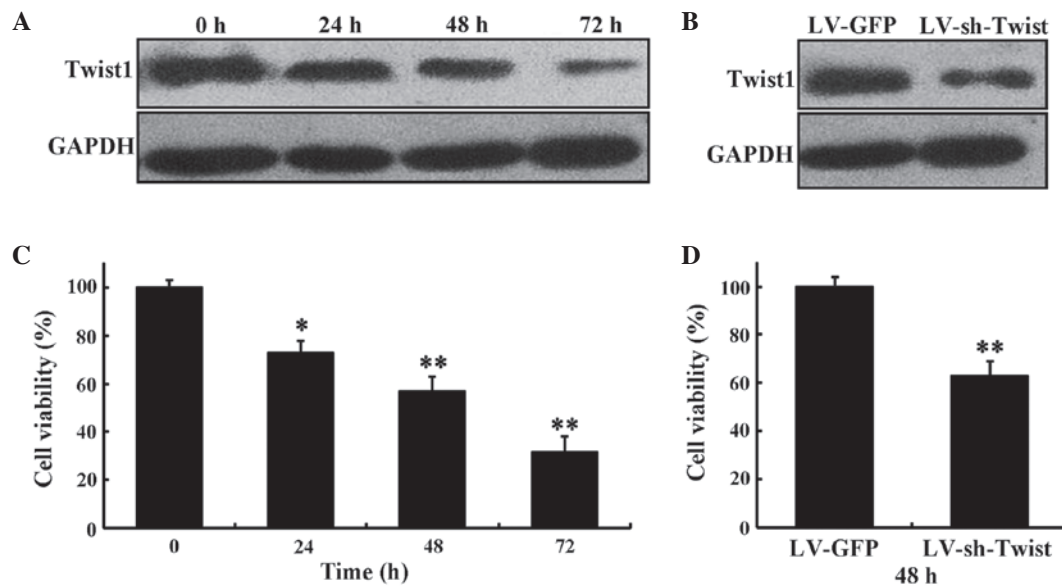 A
0 h 24 h 48 h 72 h
Twist1
GAPDH
B
LV-GFP LV-sh-Twist
Twist1
GAPDH
C
Cell viability (%)
100
80
60
40
20
0
*
**
**
0 24 48 72
Time (h)
D
Cell viability (%)
100
80
60
40
20
0
**
LV-GFP LV-sh-Twist
48 h